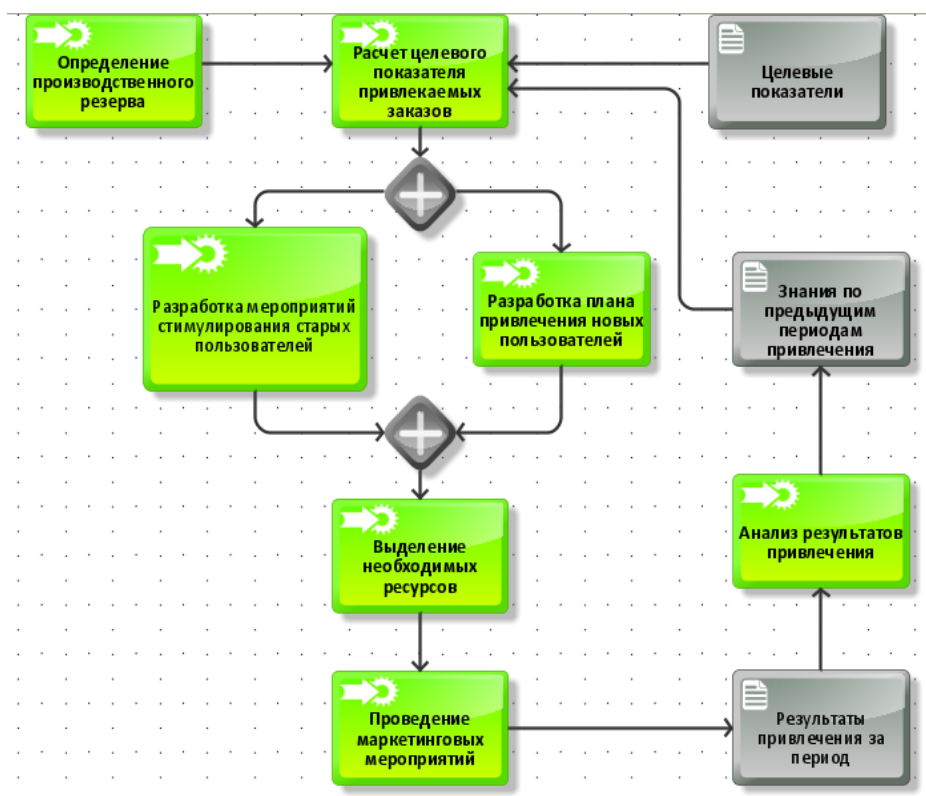 Определение
производственного
резерва
Расчет целевого
показателя
привлекаемых
заказов
Целевые
показатели
Разработка мероприятий
стимулирования старых
пользователей
Разработка плана
привлечения новых
пользователей
Знания по
предыдущим
периодам
привлечения
Выделение
необходимых
ресурсов
Анализ результатов
привлечения
Проведение
маркетинговых
мероприятий
Результаты
привлечения за
период